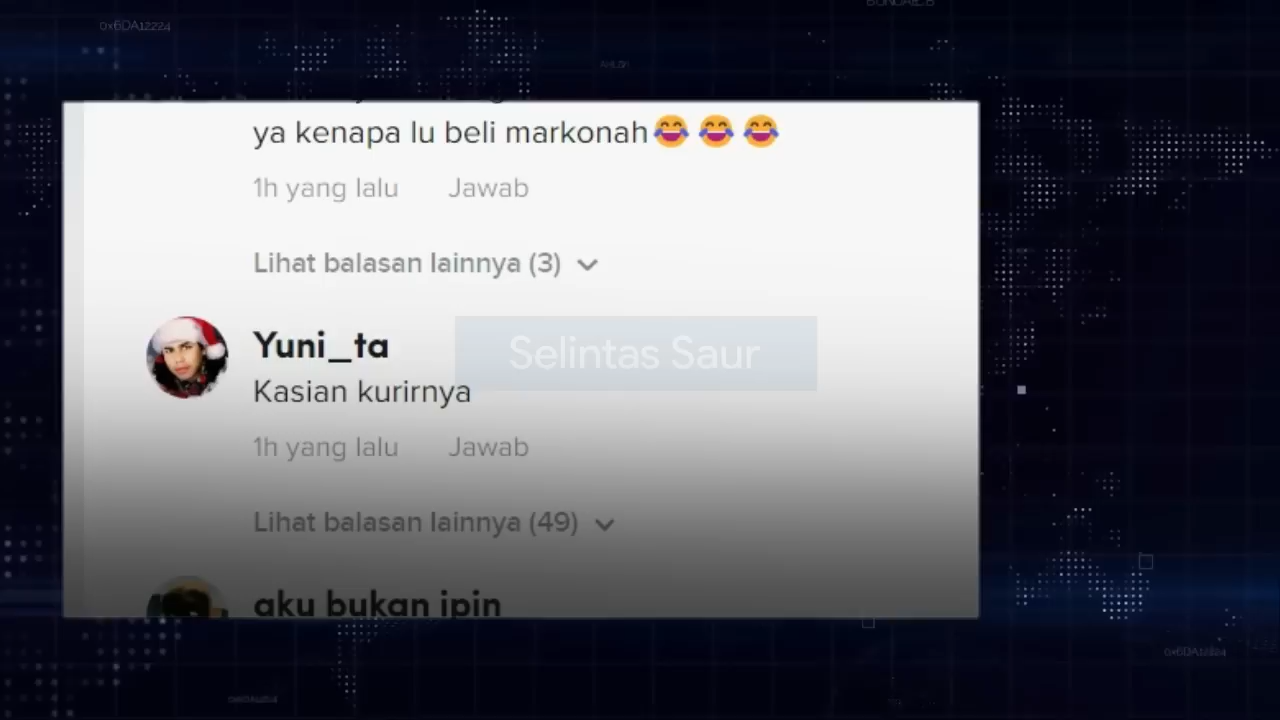 0x6DA12224
ya kenapa lu beli markonah😂 😂 😂
1h yang lalu Jawab
Lihat balasan lainnya (3)
Yuni_ta
Selintas Saur
Kasian kurirnya
1h yang lalu Jawab
Lihat balasan lainnya (49)
aku bukan ipin